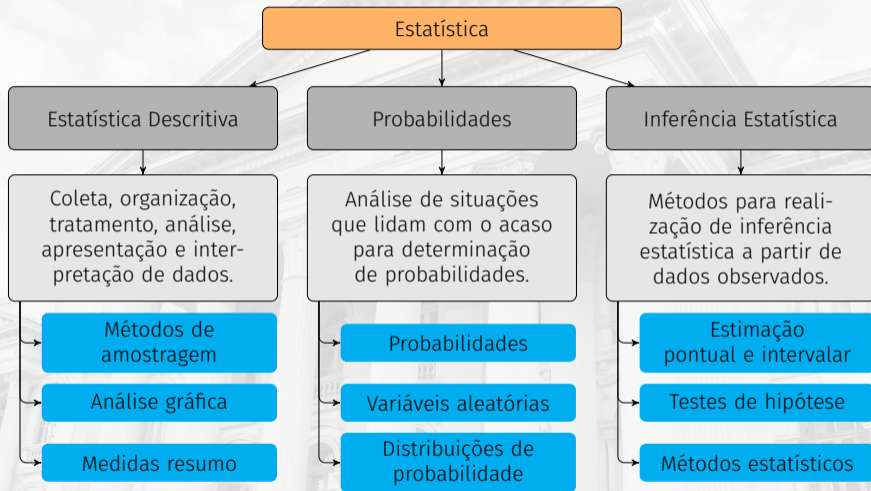 Estatística
Estatística Descritiva
Probabilidades
Inferência Estatística
Coleta, organização,
tratamento, análise,
apresentação e inter-
pretação de dados.
Análise de situações
que lidam com o acaso
para determinação
de probabilidades.
Métodos para reali-
zação de inferência
estatística a partir de
dados observados.
Métodos de
amostragem
Análise gráfica
Medidas resumo
Probabilidades
Variáveis aleatórias
Distribuições de
probabilidade
Estimação
pontual e intervalar
Testes de hipótese
Métodos estatísticos